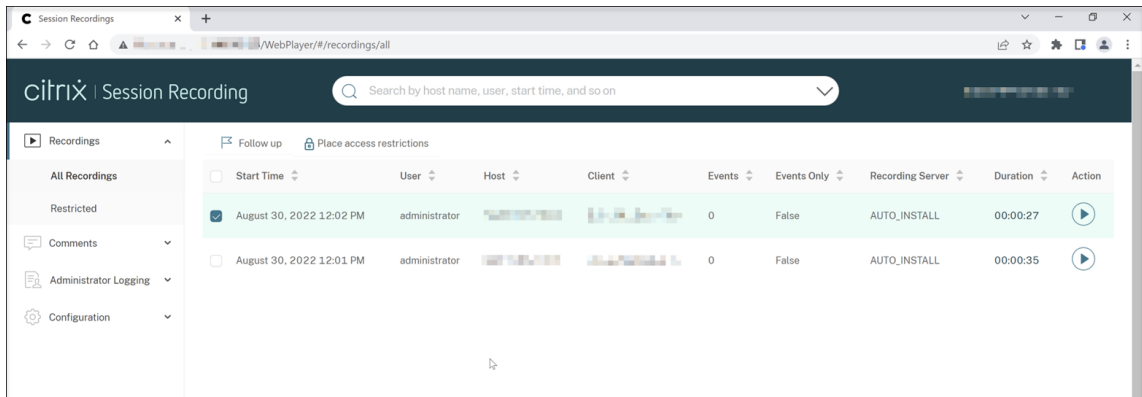 Session Recordings
/WebPlayer/#/recordings/all
citrix | Session Recording
Search by host name, user, start time, and so on
Recordings
Follow up Place access restrictions
All Recordings
Start Time User Host Client Events Events Only Recording Server Duration Action
Restricted
August 30, 2022 12:02 PM administrator 0 False AUTO_INSTALL 00:00:27
Comments
August 30, 2022 12:01 PM administrator 0 False AUTO_INSTALL 00:00:35
Administrator Logging
Configuration